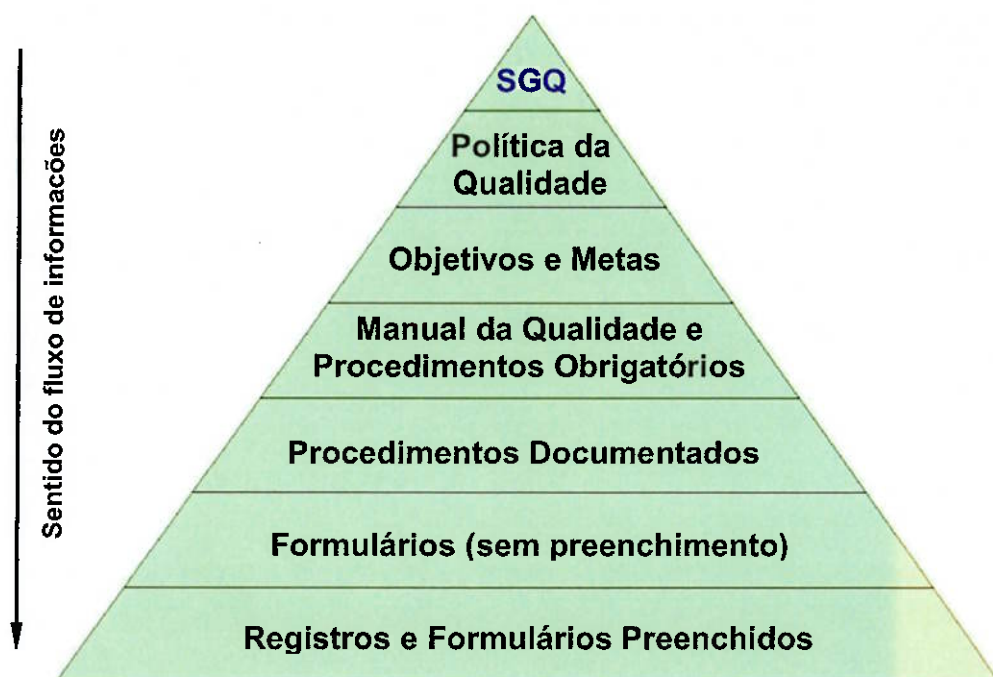 SGQ
Política da
Qualidade
Objetivos e Metas
Manual da Qualidade e
Procedimentos Obrigatórios
Procedimentos Documentados
Formulários (sem preenchimento)
Registros e Formulários Preenchidos
Sentido do fluxo de informacões